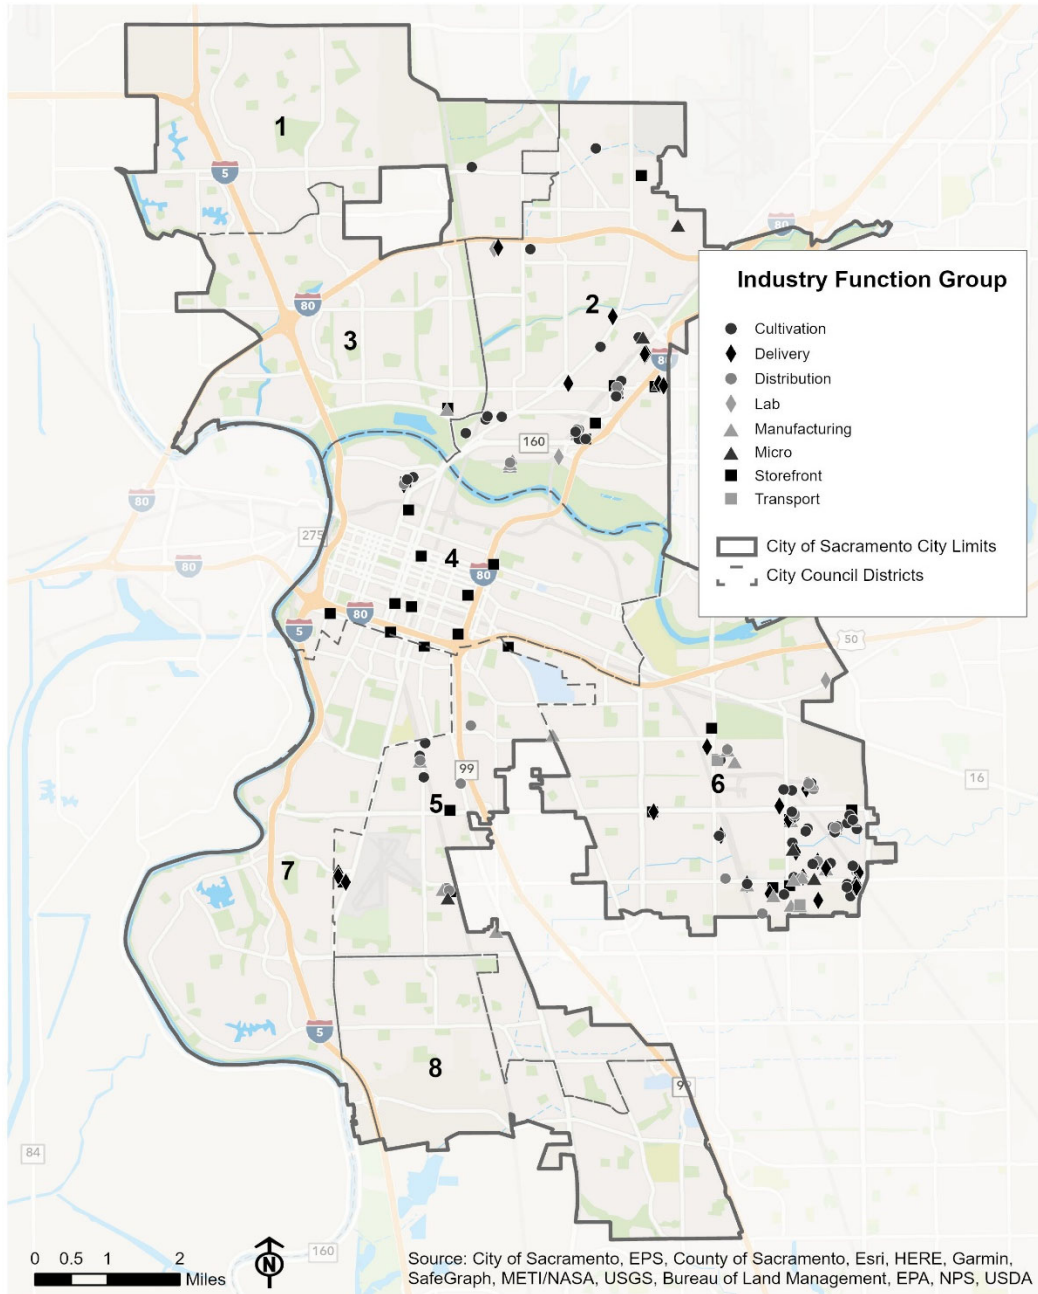 1
5
80
2
80
Industry Function Group
Cultivation
Delivery
Distribution
Lab
Manufacturing
Micro
Storefront
Transport
City of Sacramento City Limits
City Council Districts
80
3
160
80
275
4
80
80
80
5
50
99
16
6
5
7
5
8
99
84
160
N
0 0.5 1 2
Miles
Source: City of Sacramento, EPS, County of Sacramento, Esri, HERE, Garmin,
SafeGraph, METI/NASA, USGS, Bureau of Land Management, EPA, NPS, USDA